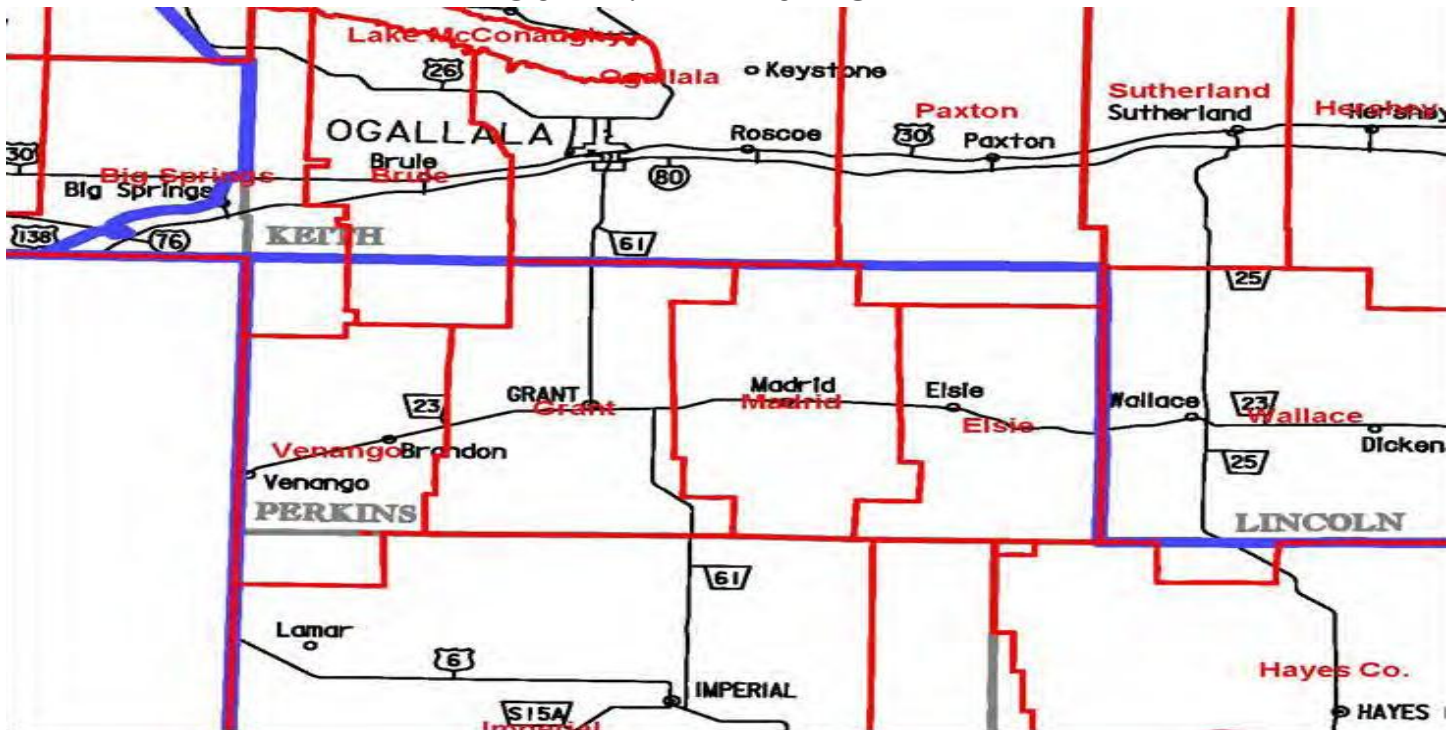 Lake McConaughy
26
Ogallala
Keystone
Sutherland
Paxton
Sutherland
Hershey
Hershey
OGALLALA
Roscoe
30
Paxton
30
Brule
Big Springs
Brule
80
Big Springs
138
76
KEITH
61
25
GRANT
Madrid
Elsie
Wallace
23
23
Grant
Madrid
Elsie
Wallace
Venango
Brandon
Dicken
Venango
25
PERKINS
LINCOLN
61
Lamar
6
Hayes Co.
IMPERIAL
S15A
HAYES
Imperial